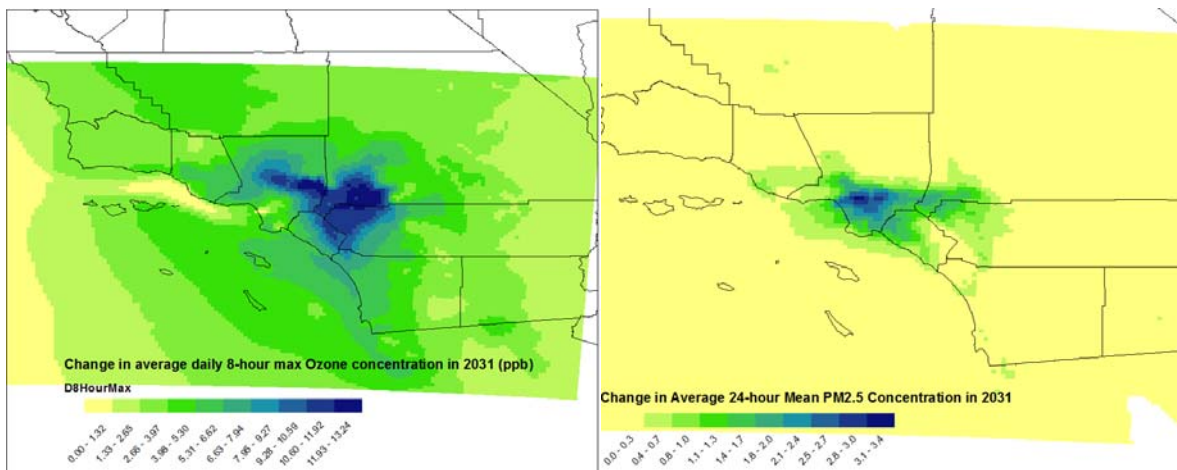 Change in average daily 8-hour max Ozone concentration in 2031 (ppb)
D8HourMax
0.00 - 1.32
1.33 - 2.65
2.66 - 3.97
3.98 - 5.30
5.31 - 6.62
6.63 - 7.94
7.95 - 9.27
9.28 - 10.59
10.60 - 11.92
11.93 - 13.24
Change in Average 24-hour Mean PM2.5 Concentration in 2031
0.0 - 0.3
0.4 - 0.7
0.8 - 1.0
1.1 - 1.3
1.4 - 1.7
1.8 - 2.0
2.1 - 2.4
2.5 - 2.7
2.8 - 3.0
3.1 - 3.4